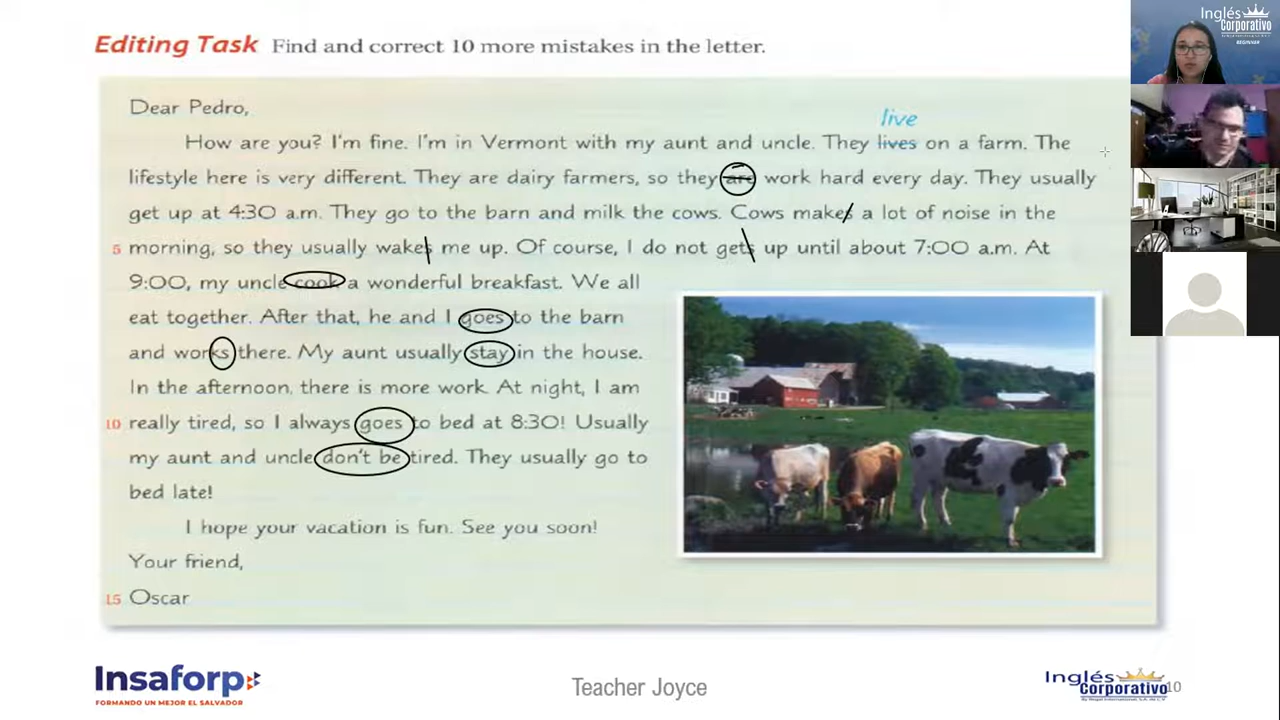 Editing Task Find and correct 10 more mistakes in the letter.
Dear Pedro,
live
How are you? I'm fine. I'm in Vermont with my aunt and uncle. They lives on a farm. The
lifestyle here is very different. They are dairy farmers, so they are work hard every day. They usually
get up at 4:30 a.m. They go to the barn and milk the cows. Cows makes a lot of noise in the
5 morning, so they usually wakes me up. Of course, I do not gets up until about 7:00 a.m. At
9:00, my uncle cook a wonderful breakfast. We all
eat together. After that, he and I goes to the barn
and works there. My aunt usually stay in the house.
In the afternoon, there is more work. At night, I am
10 really tired, so I always goes to bed at 8:30! Usually
my aunt and uncle don't be tired. They usually go to
bed late!
I hope your vacation is fun. See you soon!
Your friend,
15 Oscar
Insaforp
FORMANDO UN MEJOR EL SALVADOR
Teacher Joyce
Inglés
Corporativo
10
Inglés
Corporativo
BEGINNER